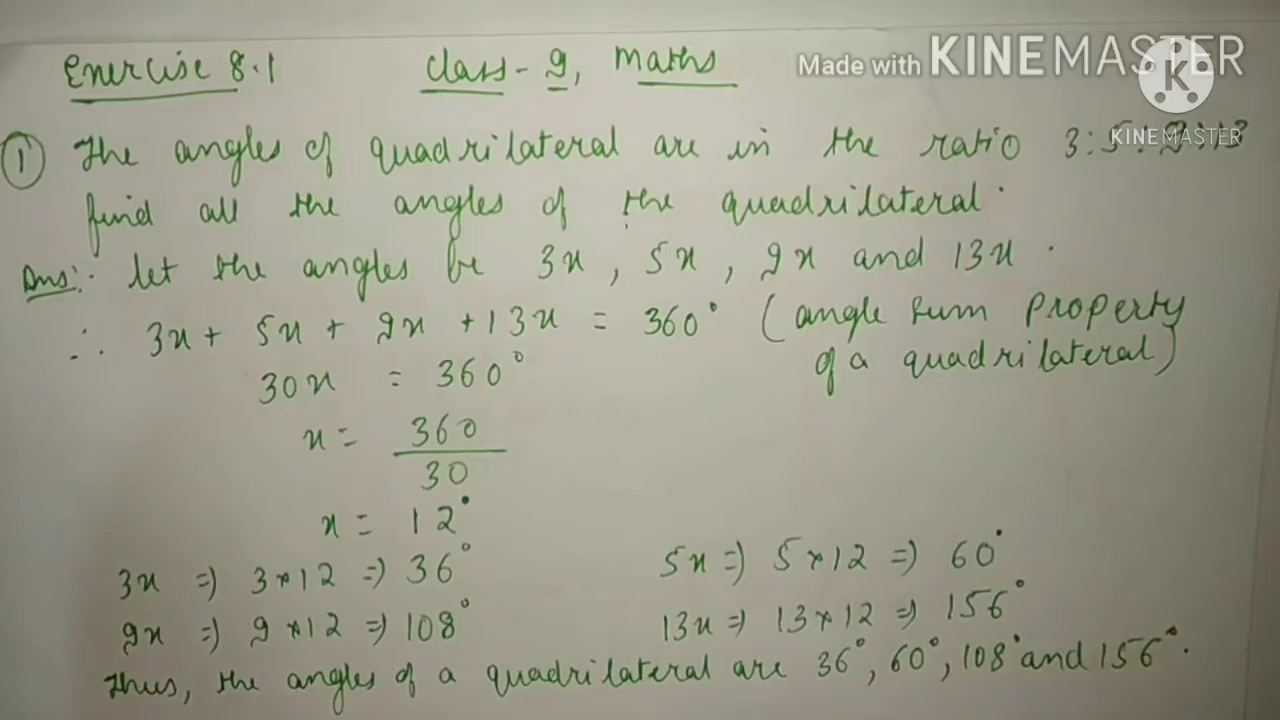 Exercise 8.1 Class - 9, Maths
Made with KINEMASTER
K
KINEMASTER
① The angles of quadrilateral are in the ratio 3:5:9:13
find all the angles of the quadrilateral.
Ans:- let the angles be 3x, 5x, 9x and 13x.
∴ 3x + 5x + 9x + 13x = 360° (angle sum property
of a quadrilateral)
30x = 360°
x = 360
30
x = 12°
3x => 3×12 => 36° 5x => 5×12 => 60°
9x => 9×12 => 108° 13x => 13×12 => 156°
Thus, the angles of a quadrilateral are 36°, 60°, 108° and 156°.